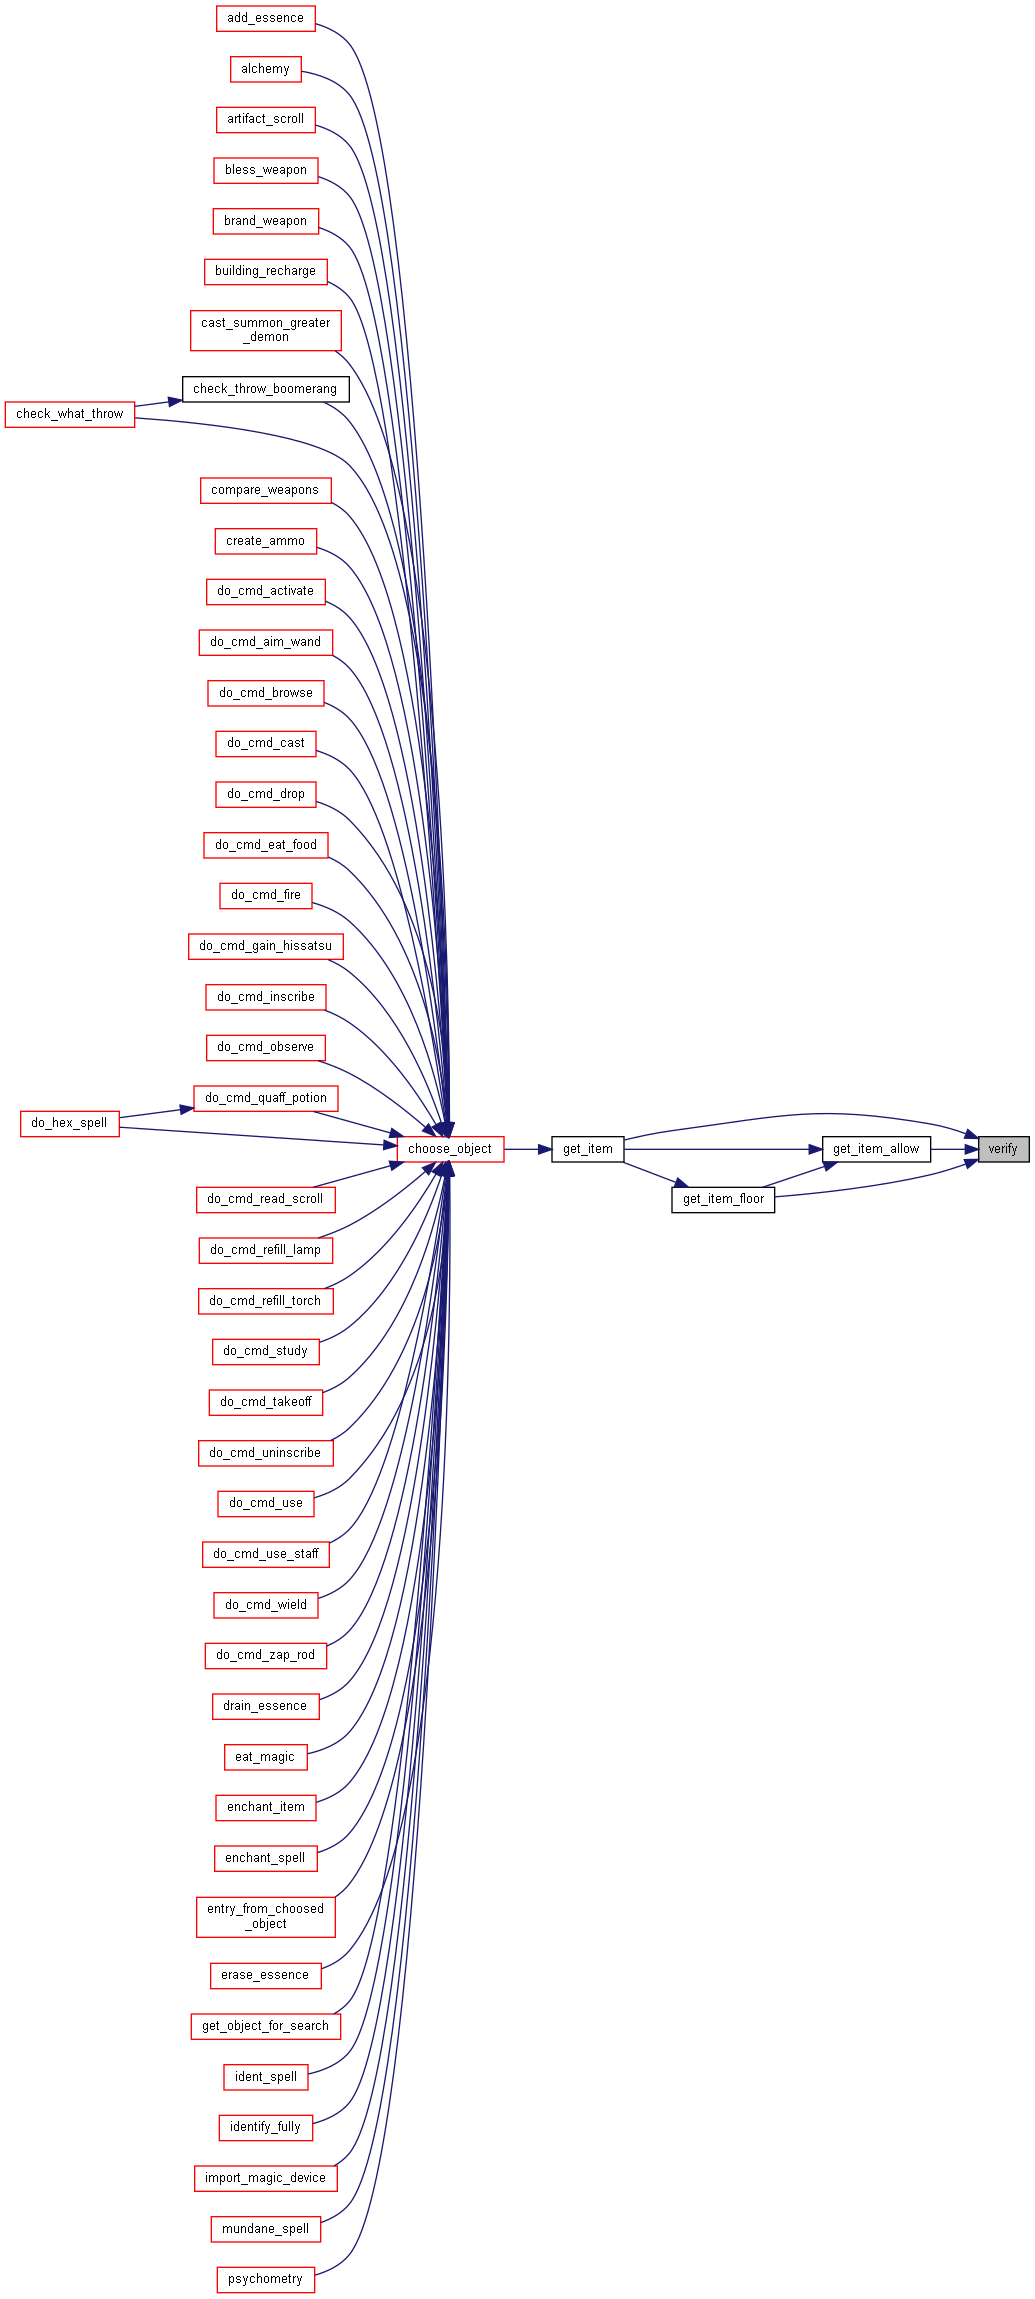 add_essence
alchemy
artifact_scroll
bless_weapon
brand_weapon
building_recharge
cast_summon_greater
_demon
check_throw_boomerang
check_what_throw
compare_weapons
create_ammo
do_cmd_activate
do_cmd_aim_wand
do_cmd_browse
do_cmd_cast
do_cmd_drop
do_cmd_eat_food
do_cmd_fire
do_cmd_gain_hissatsu
do_cmd_inscribe
do_cmd_observe
do_cmd_quaff_potion
do_hex_spell
choose_object
get_item
get_item_allow
verify
get_item_floor
do_cmd_read_scroll
do_cmd_refill_lamp
do_cmd_refill_torch
do_cmd_study
do_cmd_takeoff
do_cmd_uninscribe
do_cmd_use
do_cmd_use_staff
do_cmd_wield
do_cmd_zap_rod
drain_essence
eat_magic
enchant_item
enchant_spell
entry_from_choosed
_object
erase_essence
get_object_for_search
ident_spell
identify_fully
import_magic_device
mundane_spell
psychometry